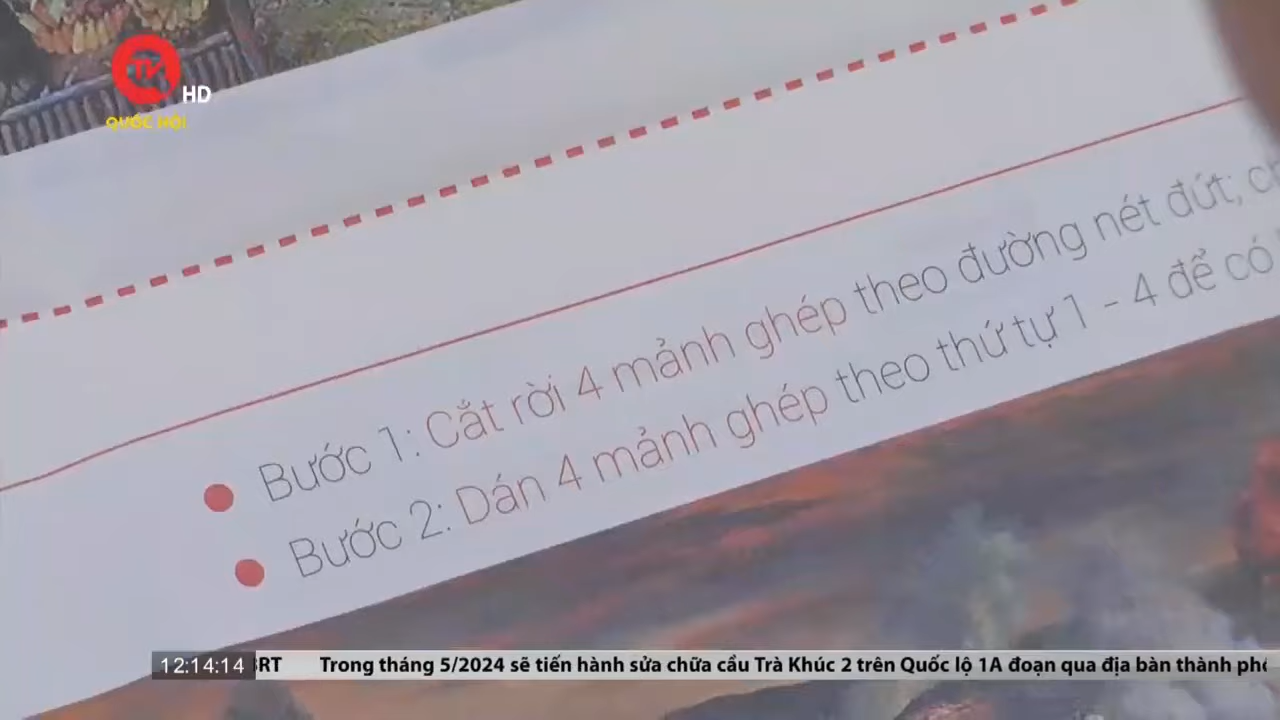 TV HD
QUỐC HỘI
Bước 1: Cắt rời 4 mảnh ghép theo đường nét đứt;
Bước 2: Dán 4 mảnh ghép theo thứ tự 1 - 4 để có
12:14:14 Trong tháng 5/2024 sẽ tiến hành sửa chữa cầu Trà Khúc 2 trên Quốc lộ 1A đoạn qua địa bàn thành